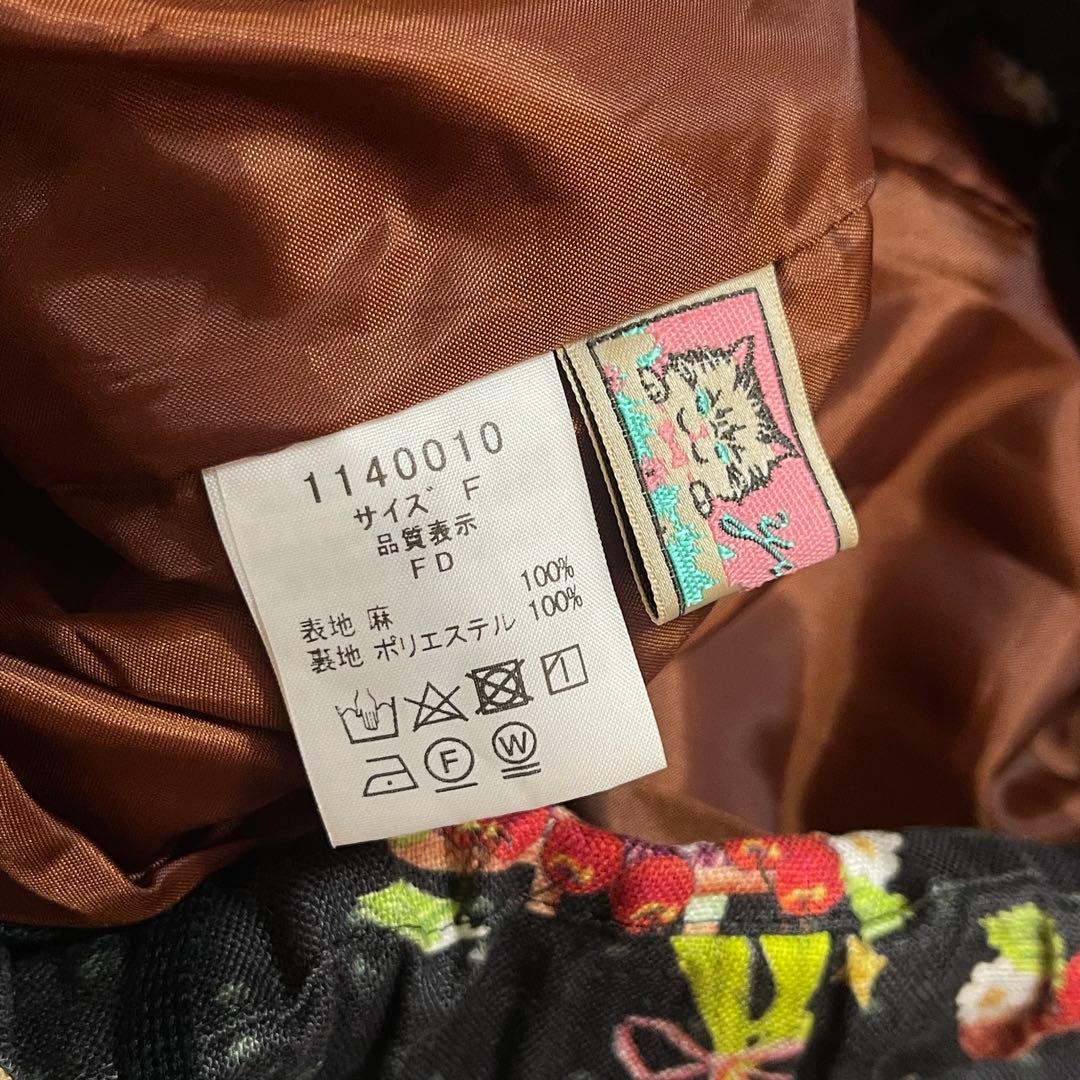 1140010
サイズ F
品質表示
FD
表地 麻 100%
裏地 ポリエステル 100%
F
W